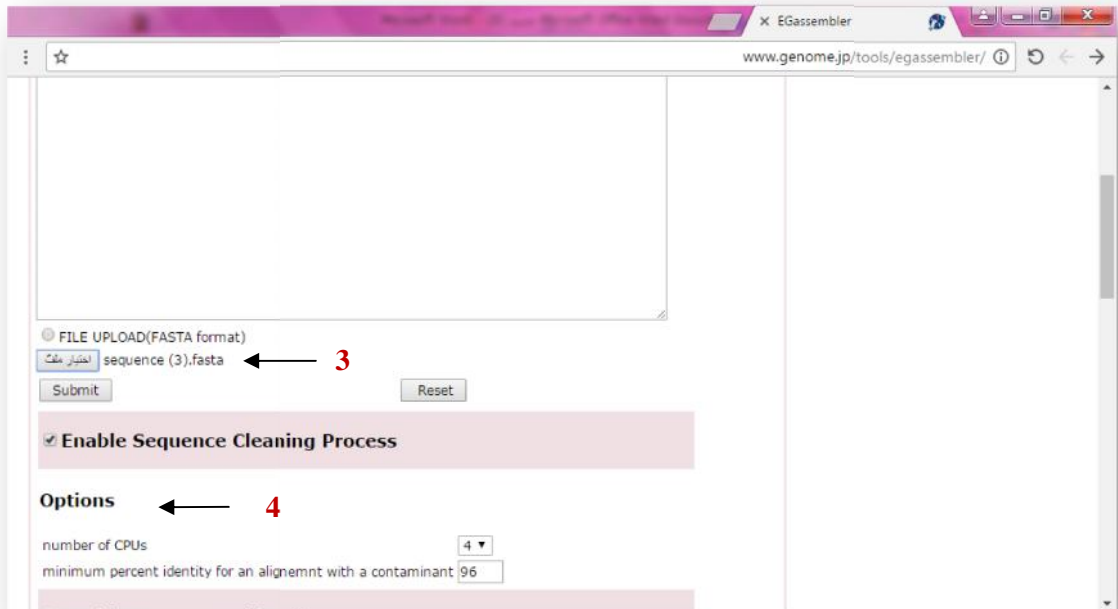 EGassembler
www.genome.jp/tools/egassembler/
FILE UPLOAD(FASTA format)
اختيار ملف sequence (3).fasta
3
Submit
Reset
Enable Sequence Cleaning Process
Options
4
number of CPUs 4
minimum percent identity for an alignemnt with a contaminant 96